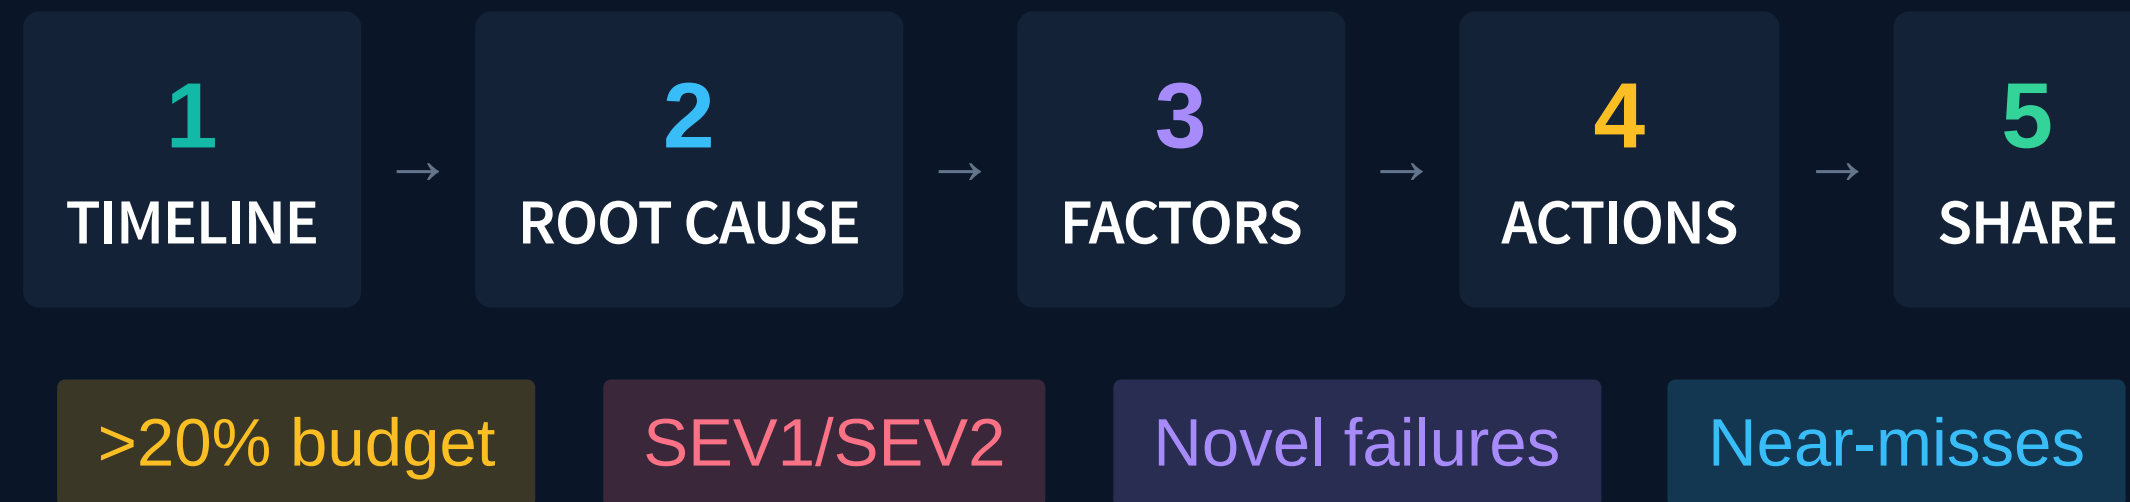 1 → 2 → 3 → 4 → 5
TIMELINE ROOT CAUSE FACTORS ACTIONS SHARE
>20% budget SEV1/SEV2 Novel failures Near-misses